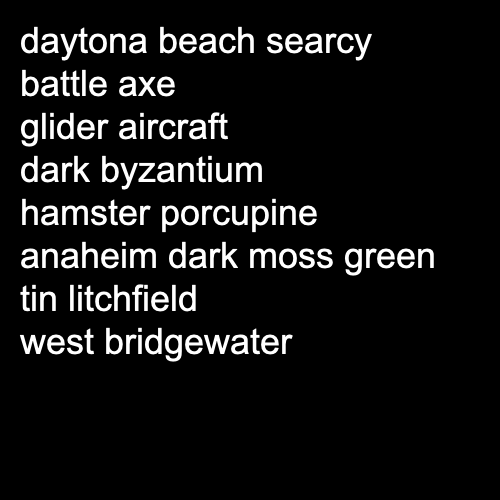 daytona beach searcy
battle axe
glider aircraft
dark byzantium
hamster porcupine
anaheim dark moss green
tin litchfield
west bridgewater